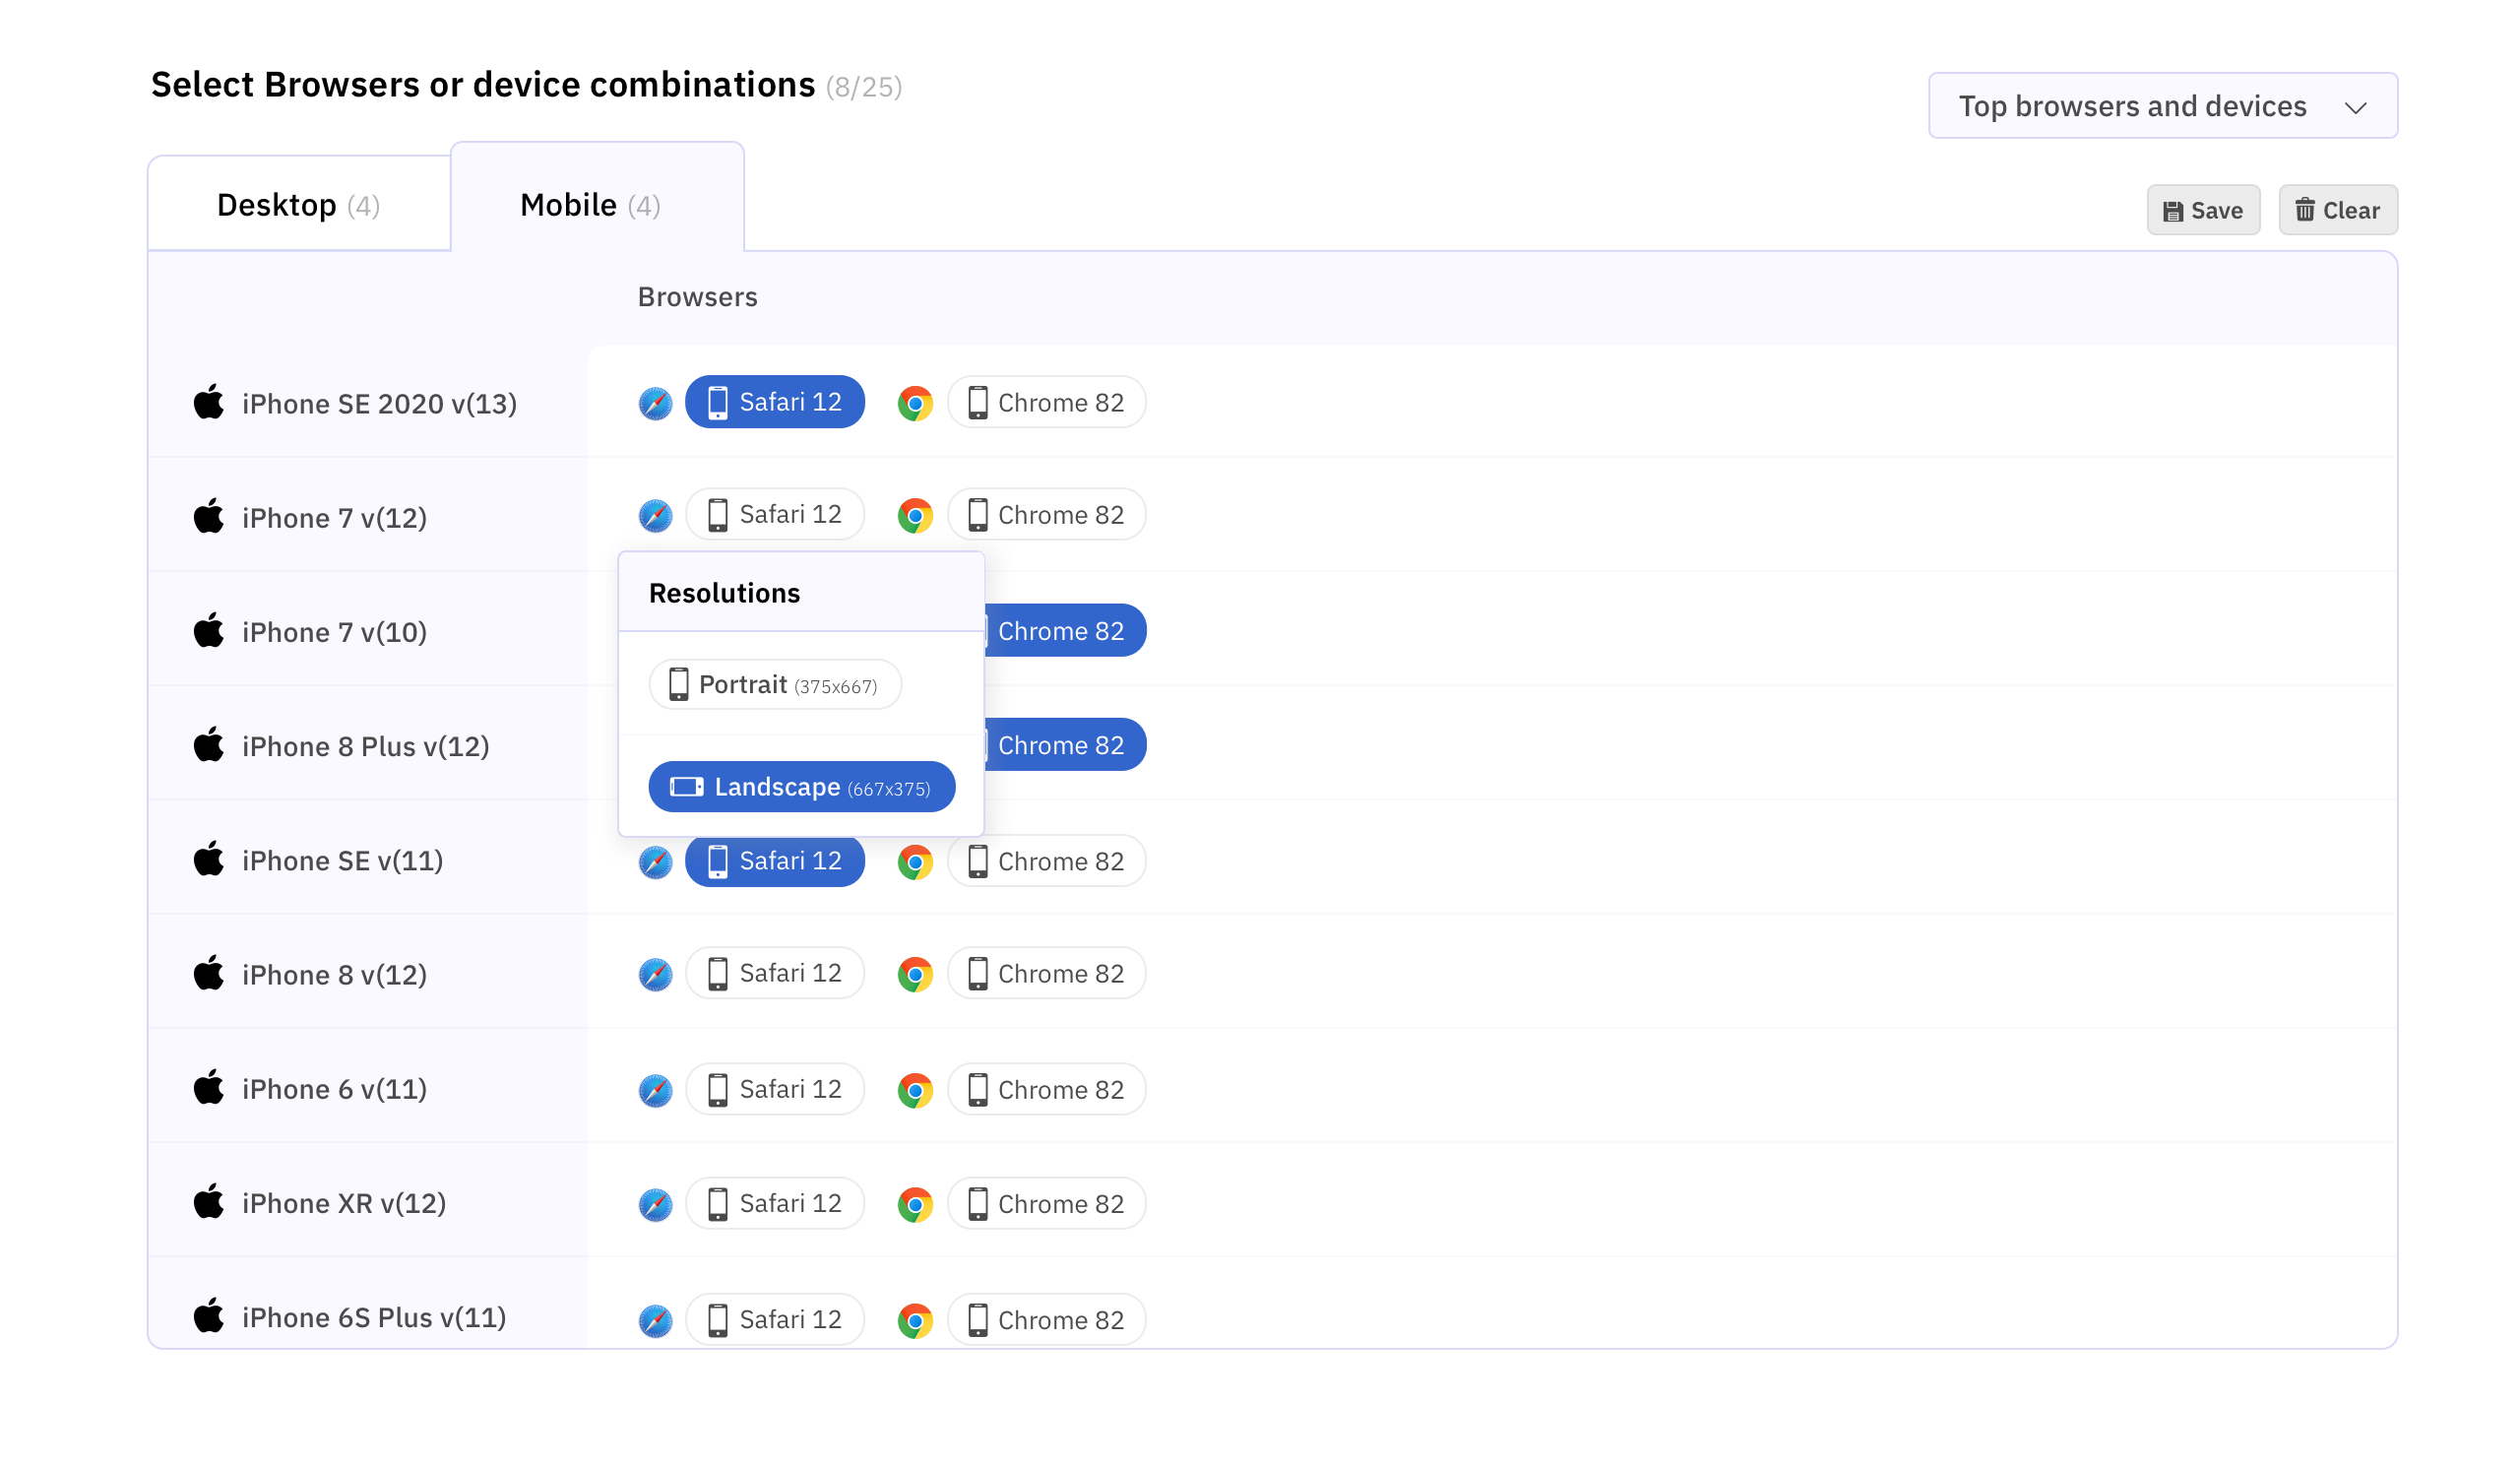 Select Browsers or device combinations (8/25)
Top browsers and devices
Desktop (4)
Mobile (4)
Save
Clear
Browsers
iPhone SE 2020 v(13)
Safari 12
Chrome 82
iPhone 7 v(12)
Safari 12
Chrome 82
Resolutions
iPhone 7 v(10)
Chrome 82
Portrait (375x667)
iPhone 8 Plus v(12)
Chrome 82
Landscape (667x375)
iPhone SE v(11)
Safari 12
Chrome 82
iPhone 8 v(12)
Safari 12
Chrome 82
iPhone 6 v(11)
Safari 12
Chrome 82
iPhone XR v(12)
Safari 12
Chrome 82
iPhone 6S Plus v(11)
Safari 12
Chrome 82